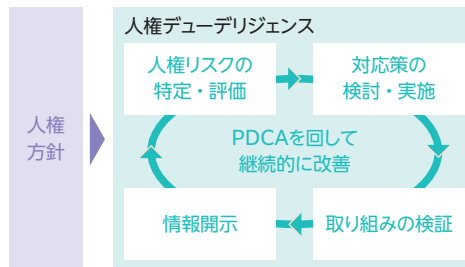 人権
方針
人権デューデリジェンス
人権リスクの
特定・評価
対応策の
検討・実施
PDCAを回して
継続的に改善
情報開示
取り組みの検証